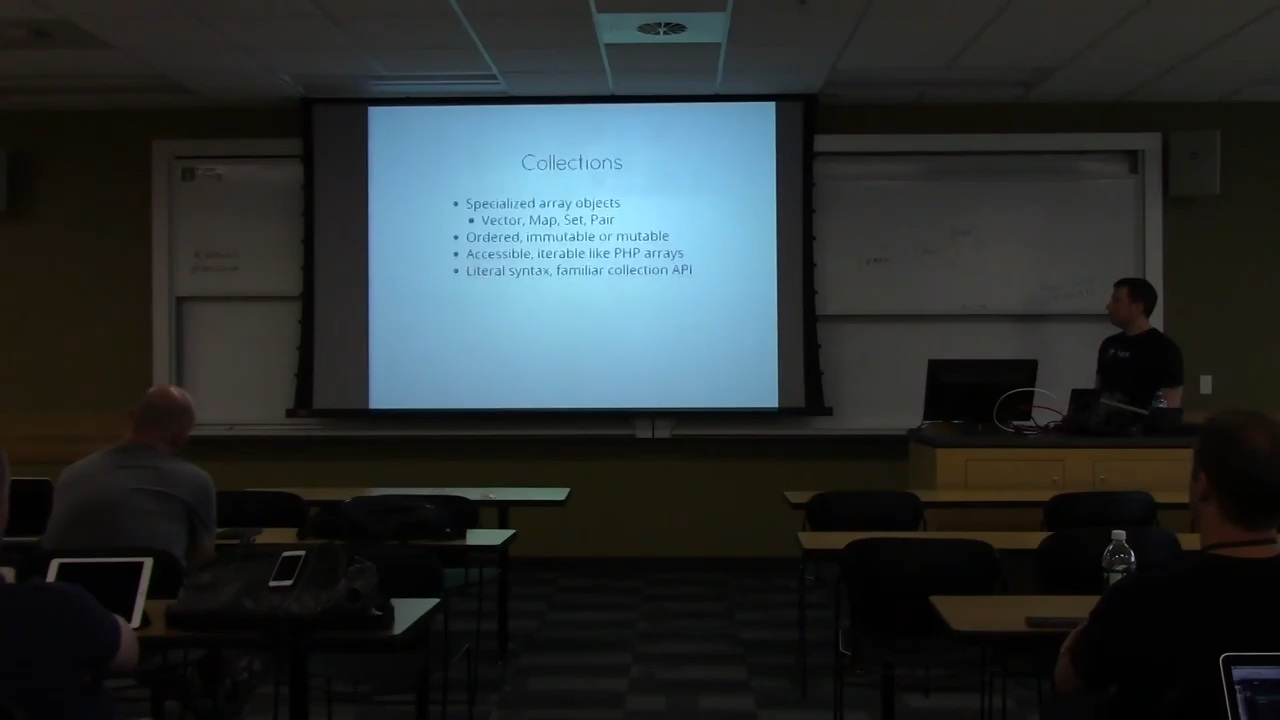 Collections
Specialized array objects
Vector, Map, Set, Pair
Ordered, immutable or mutable
Accessible, iterable like PHP arrays
Literal syntax, familiar collection API